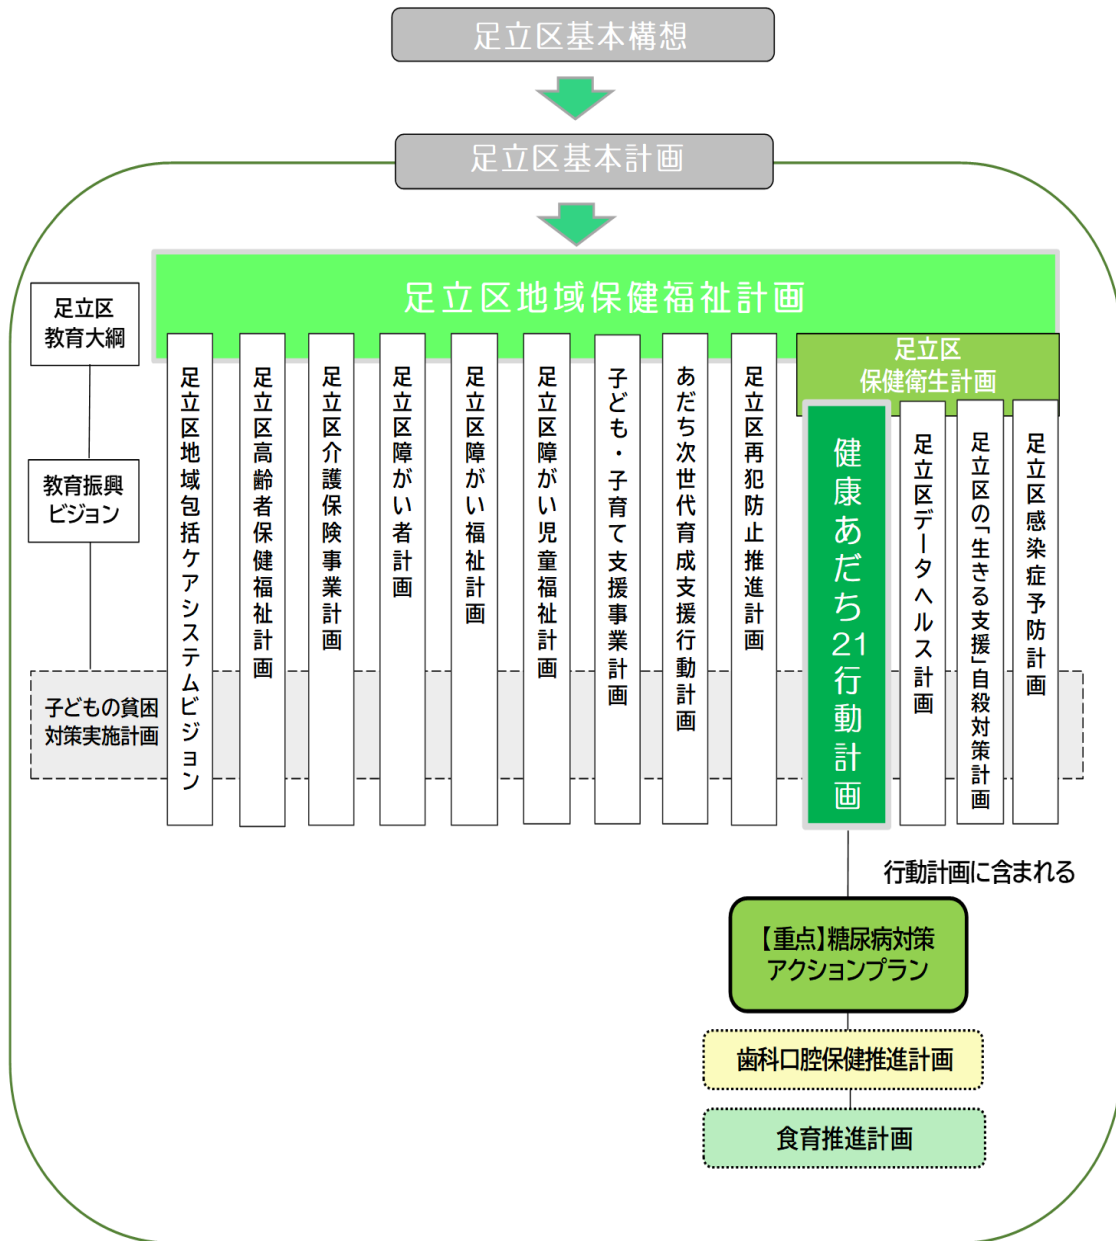 足立区基本構想
足立区基本計画
足立区地域保健福祉計画
足立区
教育大綱
教育振興
ビジョン
子どもの貧困
対策実施計画
足立区地域包括ケアシステムビジョン
足立区高齢者保健福祉計画
足立区介護保険事業計画
足立区障がい者計画
足立区障がい福祉計画
足立区障がい児童福祉計画
子ども・子育て支援事業計画
あだち次世代育成支援行動計画
足立区再犯防止推進計画
足立区
保健衛生計画
健康あだち21行動計画
足立区データヘルス計画
足立区の「生きる支援」自殺対策計画
足立区感染症予防計画
行動計画に含まれる
【重点】糖尿病対策
アクションプラン
歯科口腔保健推進計画
食育推進計画